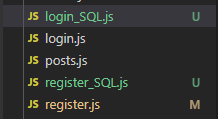 JS login_SQL.js U
JS login.js
JS posts.js
JS register_SQL.js U
JS register.js M